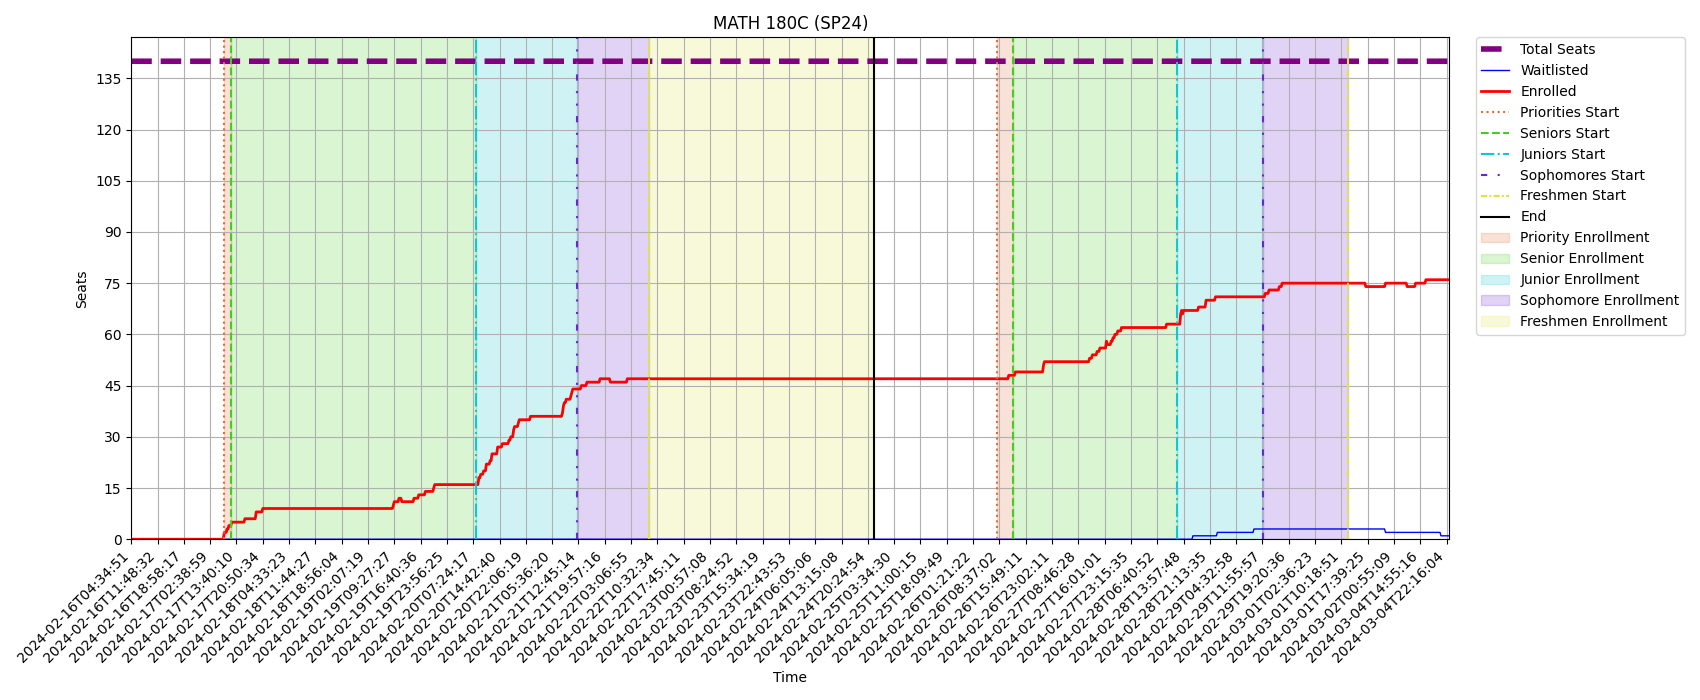 MATH 180C (SP24)
Seats
135
120
105
90
75
60
45
30
15
0
2024-02-16T04:34:51
2024-02-16T11:48:32
2024-02-16T18:58:17
2024-02-17T02:38:59
2024-02-17T13:40:10
2024-02-17T20:50:34
2024-02-18T04:33:23
2024-02-18T11:44:27
2024-02-18T18:56:04
2024-02-19T02:07:19
2024-02-19T09:27:27
2024-02-19T16:40:36
2024-02-19T23:56:25
2024-02-20T07:24:17
2024-02-20T14:42:40
2024-02-20T22:06:19
2024-02-21T05:36:20
2024-02-21T12:45:14
2024-02-21T19:57:16
2024-02-22T03:06:55
2024-02-22T10:32:34
2024-02-22T17:45:11
2024-02-23T00:57:08
2024-02-23T08:24:52
2024-02-23T15:34:19
2024-02-23T22:43:53
2024-02-24T06:05:06
2024-02-24T13:15:08
2024-02-24T20:24:54
2024-02-25T03:34:30
2024-02-25T11:00:15
2024-02-25T18:09:49
2024-02-26T01:21:22
2024-02-26T08:37:02
2024-02-26T15:49:11
2024-02-26T23:02:11
2024-02-27T08:46:28
2024-02-27T16:01:01
2024-02-27T23:15:35
2024-02-28T06:40:52
2024-02-28T13:57:48
2024-02-28T21:13:35
2024-02-29T04:32:58
2024-02-29T11:55:57
2024-02-29T19:20:36
2024-03-01T02:36:23
2024-03-01T10:18:51
2024-03-01T17:39:25
2024-03-02T00:55:09
2024-03-04T14:55:16
2024-03-04T22:16:04
Time
Total Seats
Waitlisted
Enrolled
Priorities Start
Seniors Start
Juniors Start
Sophomores Start
Freshmen Start
End
Priority Enrollment
Senior Enrollment
Junior Enrollment
Sophomore Enrollment
Freshmen Enrollment